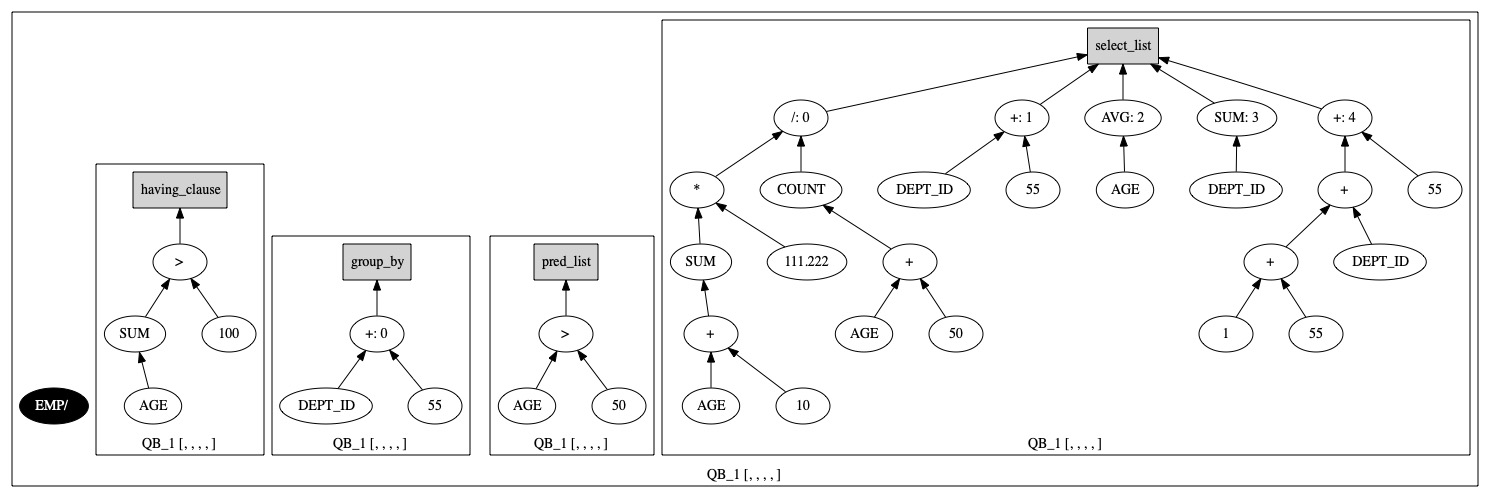 select_list
/: 0
+: 1
AVG: 2
SUM: 3
+: 4
having_clause
*
COUNT
DEPT_ID
55
AGE
DEPT_ID
+
55
>
group_by
pred_list
SUM
111.222
+
+
DEPT_ID
SUM
100
+: 0
>
+
AGE
50
1
55
EMP/
AGE
DEPT_ID
55
AGE
50
AGE
10
QB_1 [, , , , ]
QB_1 [, , , , ]
QB_1 [, , , , ]
QB_1 [, , , , ]
QB_1 [, , , , ]